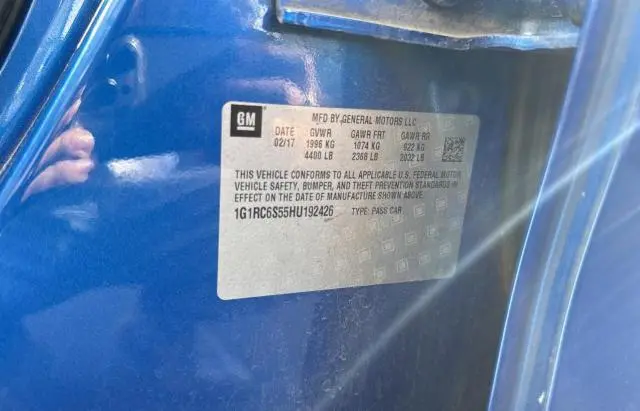 GM
MFD BY GENERAL MOTORS LLC
DATE GVWR GAWR FRT GAWR RR
02/17 1996 KG 1074 KG 922 KG
4400 LB 2368 LB 2032 LB
THIS VEHICLE CONFORMS TO ALL APPLICABLE U.S. FEDERAL MOTOR
VEHICLE SAFETY, BUMPER, AND THEFT PREVENTION STANDARDS IN
EFFECT ON THE DATE OF MANUFACTURE SHOWN ABOVE.
1G1RC6S55HU192426 TYPE: PASS CAR